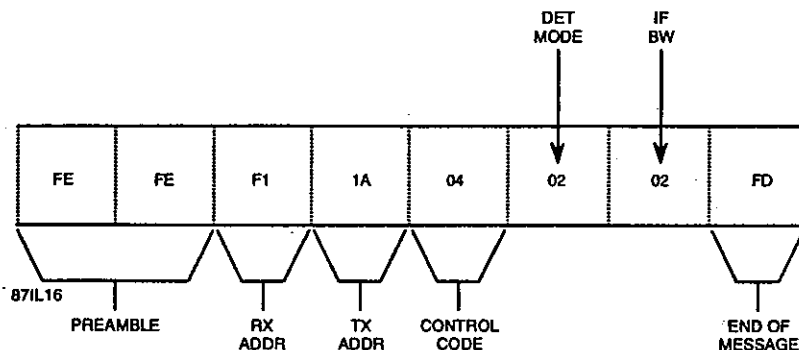 DET
MODE
IF
BW
FE FE F1 1A 04 02 02 FD
87IL16
PREAMBLE
RX
ADDR
TX
ADDR
CONTROL
CODE
END OF
MESSAGE